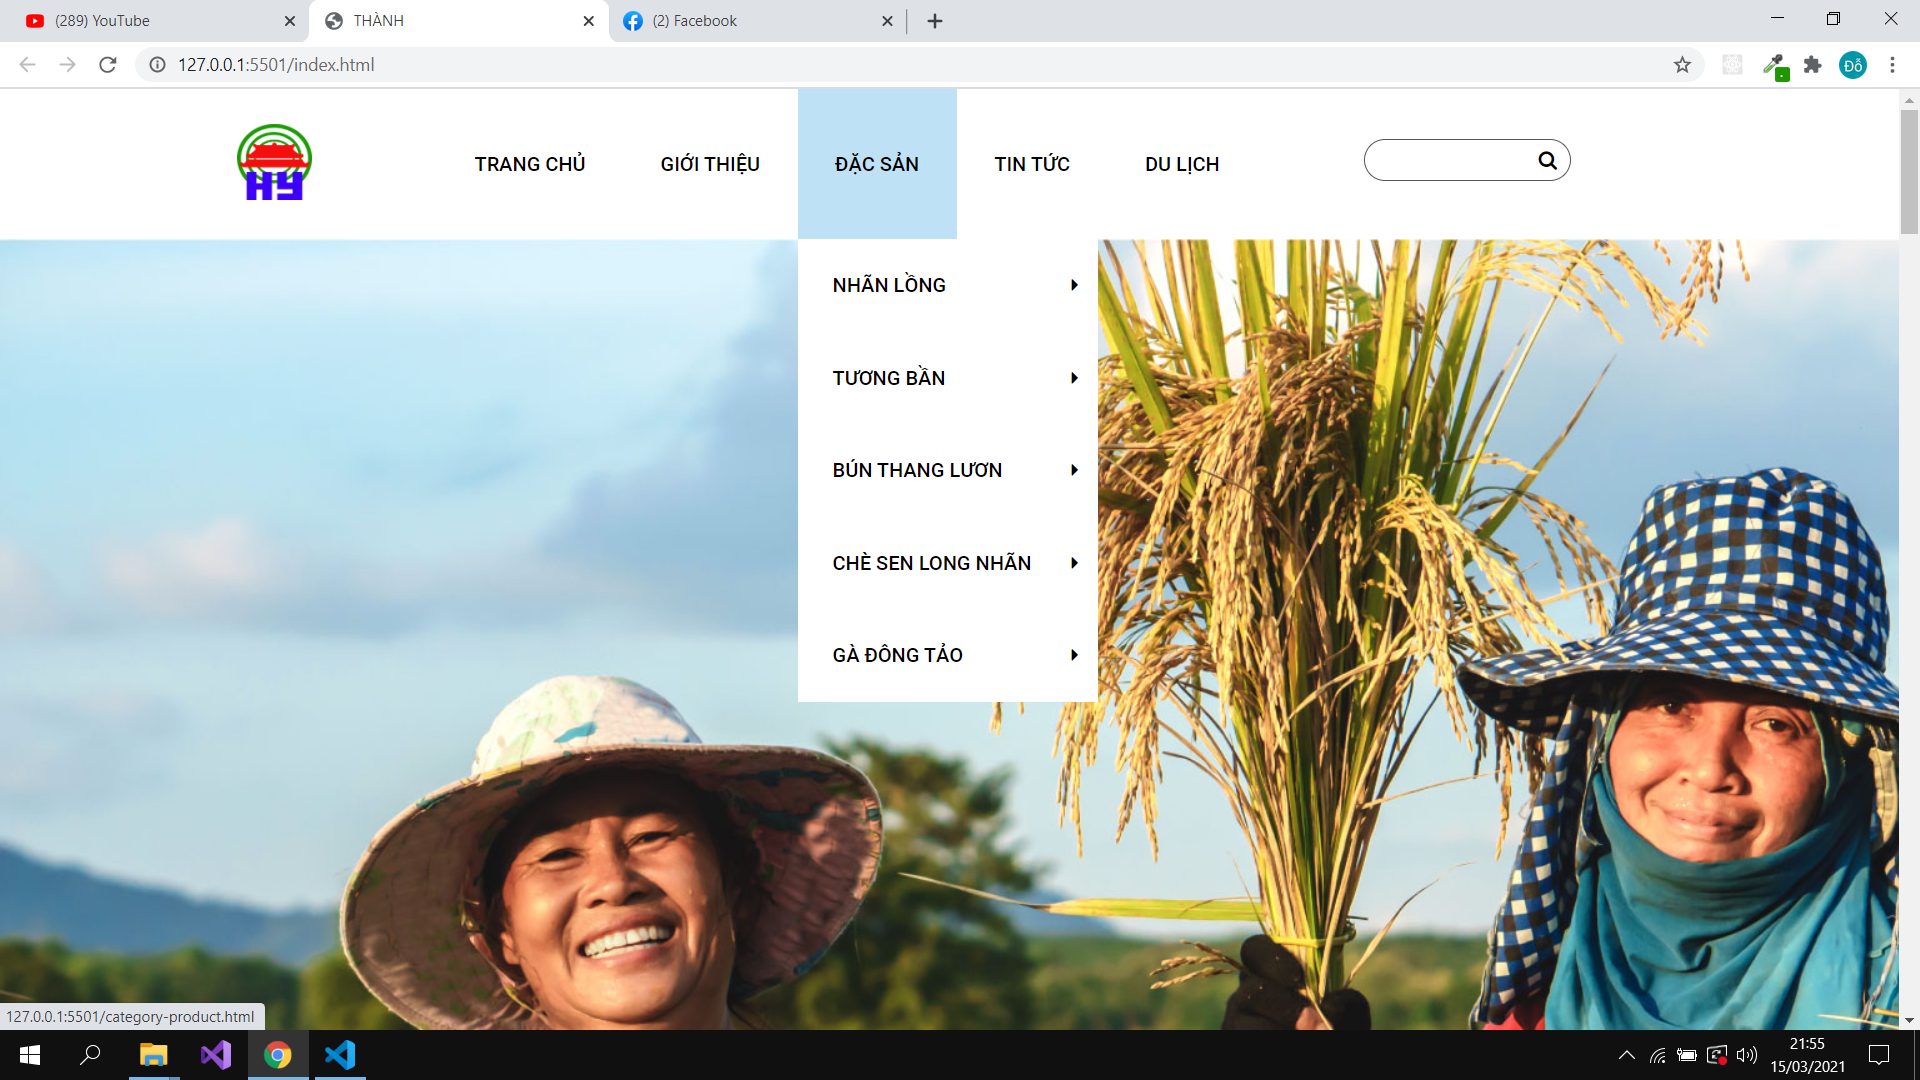 (289) YouTube
THÀNH
(2) Facebook
127.0.0.1:5501/index.html
Đỗ
HY
TRANG CHỦ
GIỚI THIỆU
ĐẶC SẢN
TIN TỨC
DU LỊCH
NHÃN LỒNG
TƯƠNG BẦN
BÚN THANG LƯƠN
CHÈ SEN LONG NHÃN
GÀ ĐÔNG TẢO
127.0.0.1:5501/category-product.html
21:55
15/03/2021